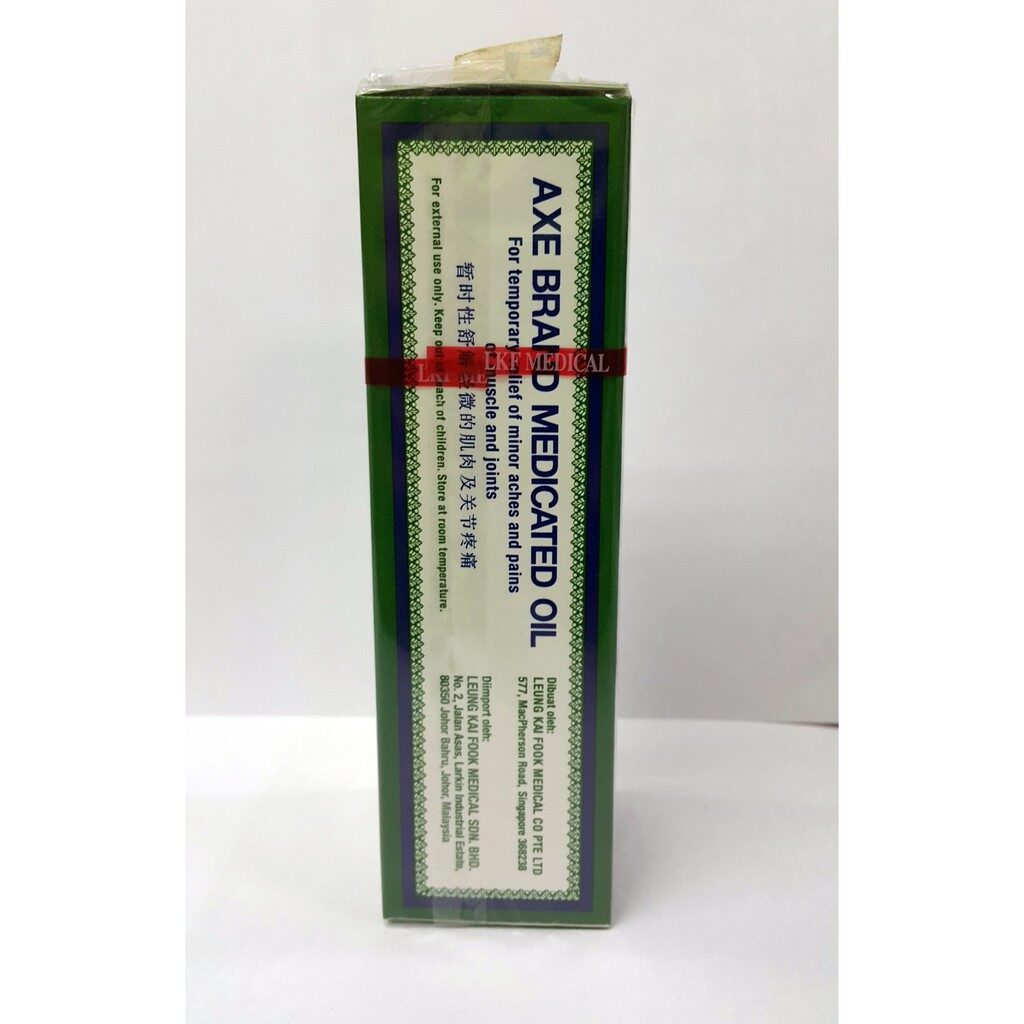 AXE BRAND MEDICATED OIL
For temporary relief of minor aches and pains
of muscle and joints
暂时性舒解轻微的肌肉及关节疼痛
For external use only. Keep out of reach of children. Store at room temperature.
Dibuat oleh:
LEUNG KAI FOOK MEDICAL CO PTE LTD
577, MacPherson Road, Singapore 368238
Diimport oleh:
LEUNG KAI FOOK MEDICAL SDN. BHD.
No. 2, Jalan Asas, Larkin Industrial Estate,
80350 Johor Bahru, Johor, Malaysia
LKF MEDICAL